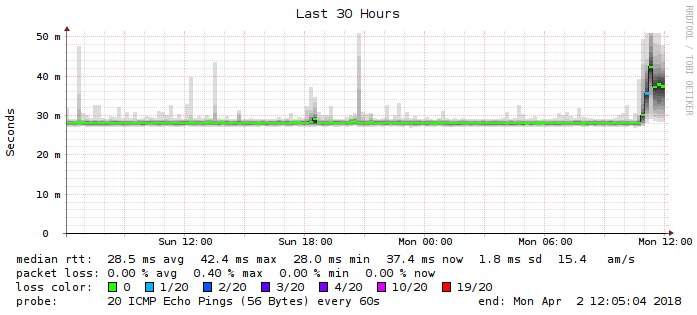 Last 30 Hours
RRDTOOL / TOBI OETIKER
Seconds
50 m
40 m
30 m
20 m
10 m
0
Sun 12:00 Sun 18:00 Mon 00:00 Mon 06:00 Mon 12:00
median rtt: 28.5 ms avg 42.4 ms max 28.0 ms min 37.4 ms now 1.8 ms sd 15.4 am/s
packet loss: 0.00 % avg 0.40 % max 0.00 % min 0.00 % now
loss color: 0 1/20 2/20 3/20 4/20 10/20 19/20
probe: 20 ICMP Echo Pings (56 Bytes) every 60s end: Mon Apr 2 12:05:04 2018